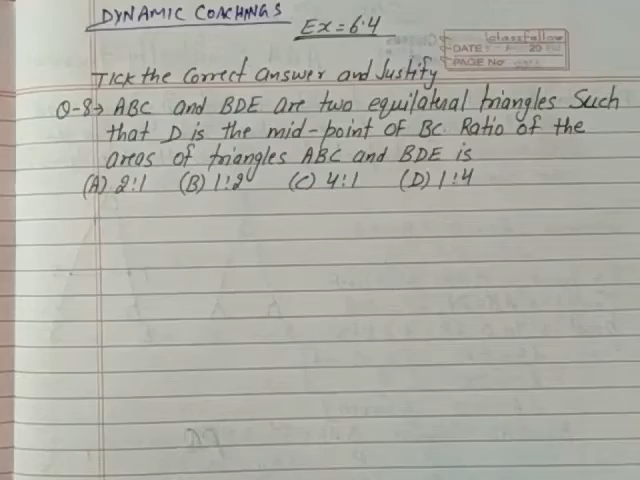 DYNAMIC COACHINGS
Ex = 6.4
classfellow
DATE 20
PAGE No
TICK the Correct answer and Justify
Q-8→ ABC and BDE are two equilateral triangles Such
that D is the mid-point of BC. Ratio of the
areas of triangles ABC and BDE is
(A) 2:1 (B) 1:2 (C) 4:1 (D) 1:4